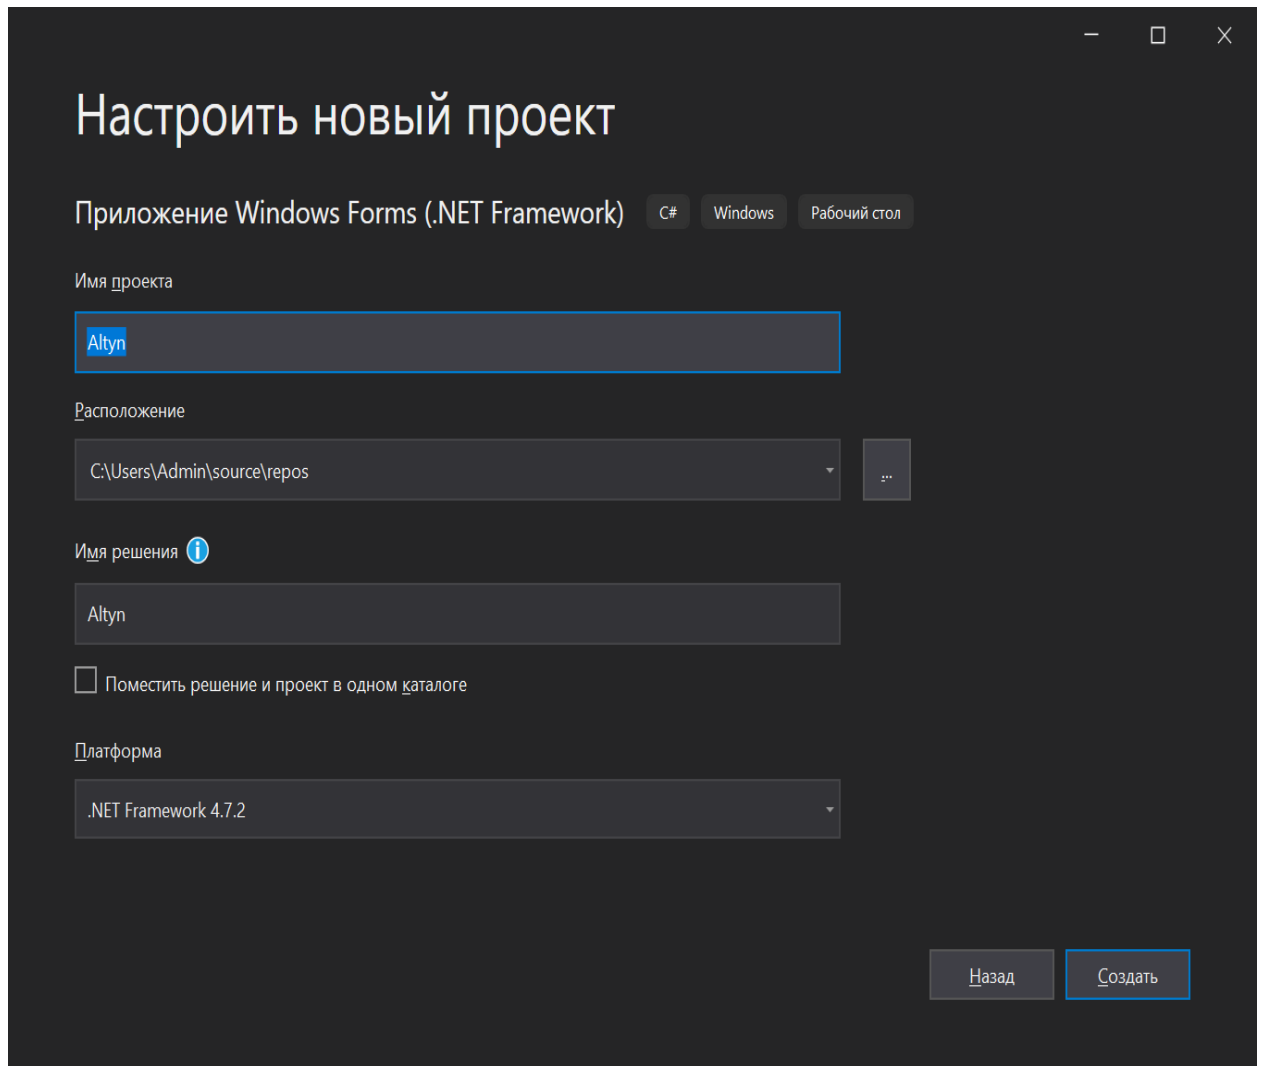 Настроить новый проект
Приложение Windows Forms (.NET Framework) C# Windows Рабочий стол
Имя проекта
Altyn
Расположение
C:\Users\Admin\source\repos
...
Имя решения
Altyn
Поместить решение и проект в одном каталоге
Платформа
.NET Framework 4.7.2
Назад Создать